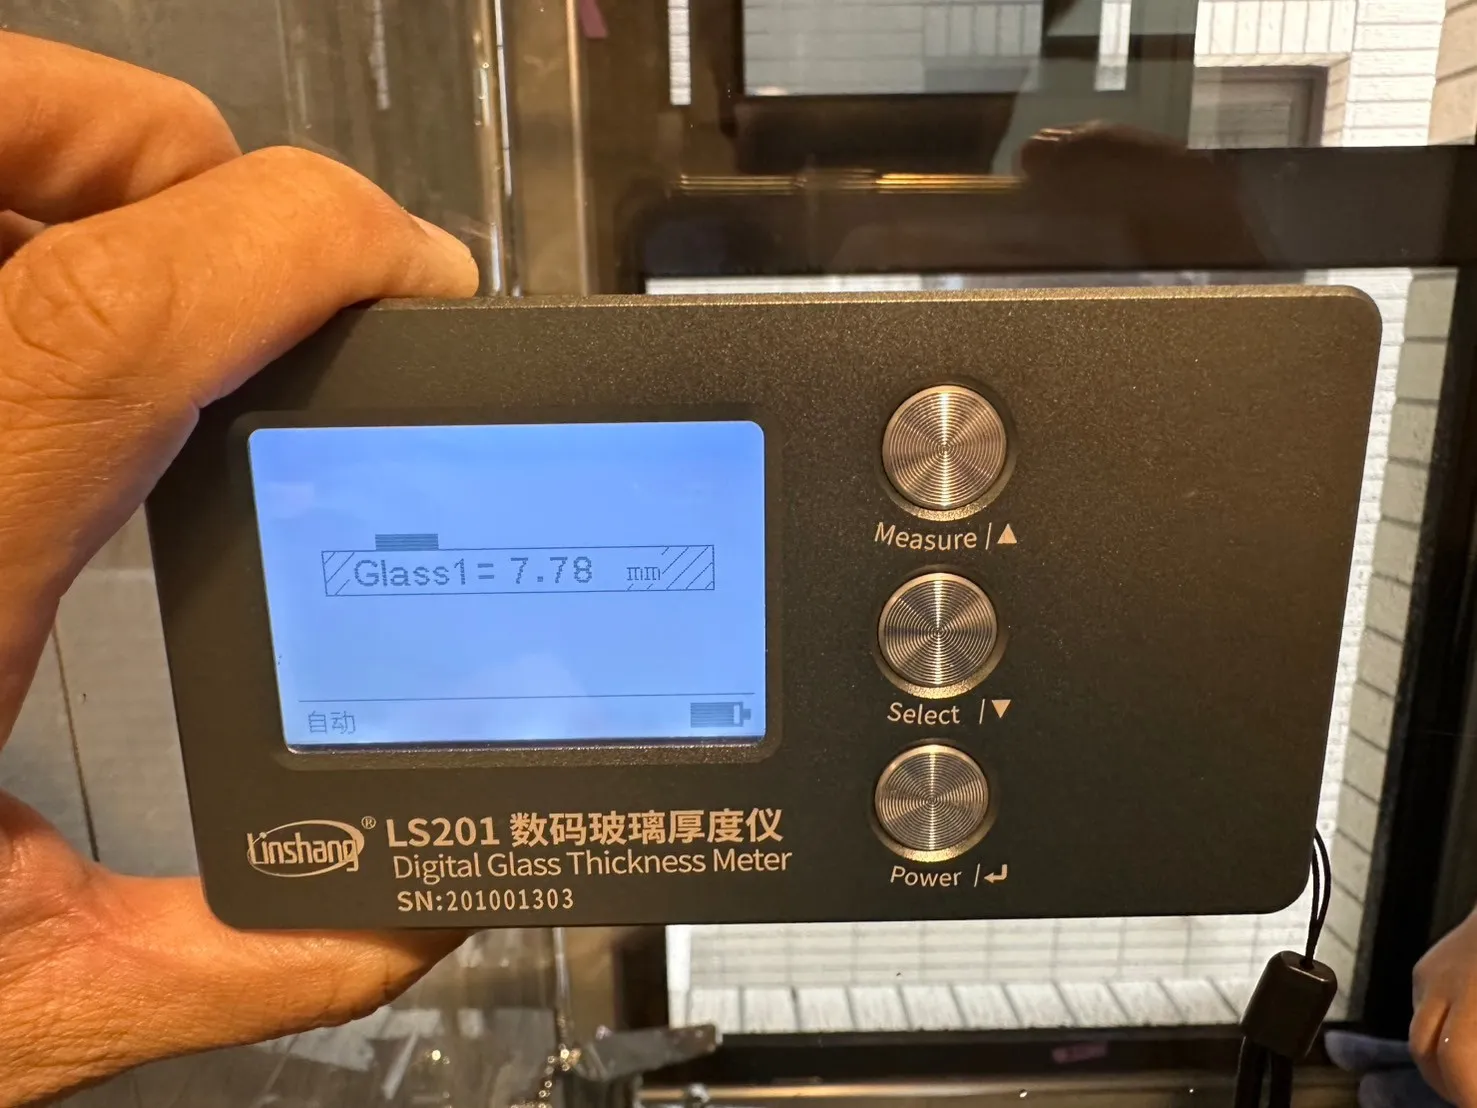 Glass1= 7.78 mm
自动
Measure /▲
Select /▼
Power /↵
Linshang® LS201 数码玻璃厚度仪
Digital Glass Thickness Meter
SN:201001303